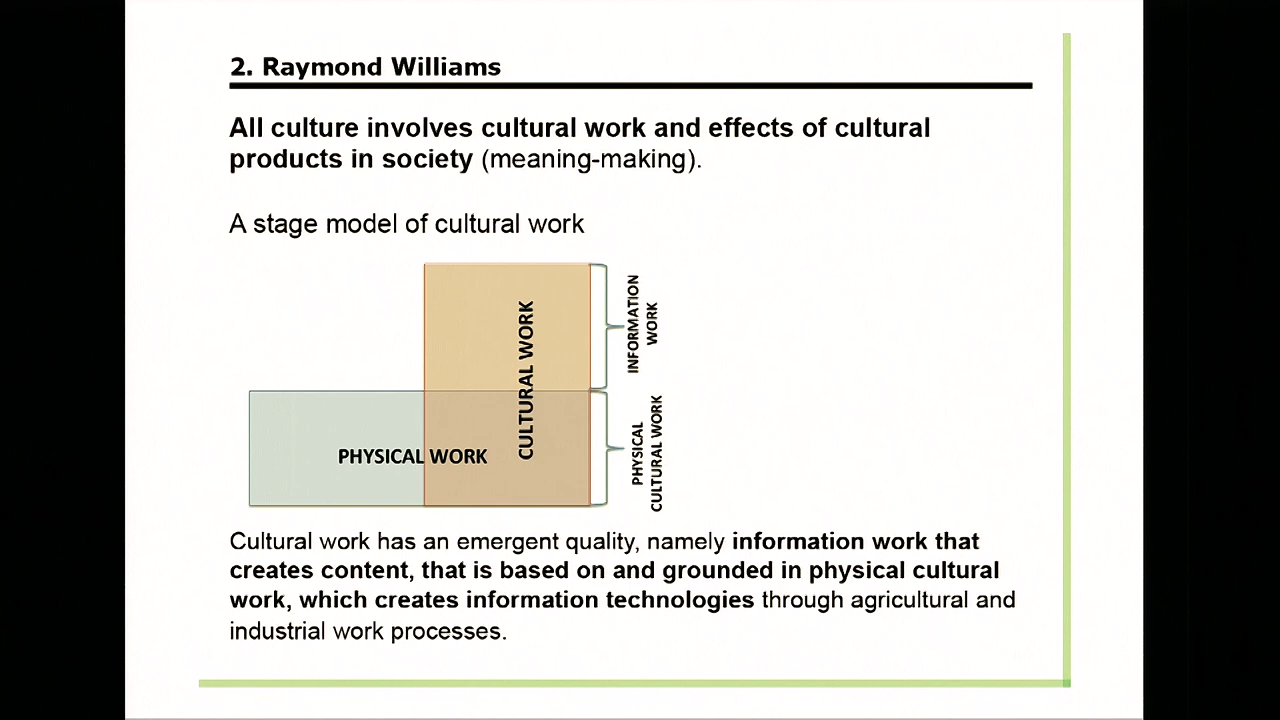 2. Raymond Williams
All culture involves cultural work and effects of cultural
products in society (meaning-making).
A stage model of cultural work
INFORMATION
WORK
CULTURAL WORK
PHYSICAL WORK
PHYSICAL
CULTURAL WORK
Cultural work has an emergent quality, namely information work that
creates content, that is based on and grounded in physical cultural
work, which creates information technologies through agricultural and
industrial work processes.